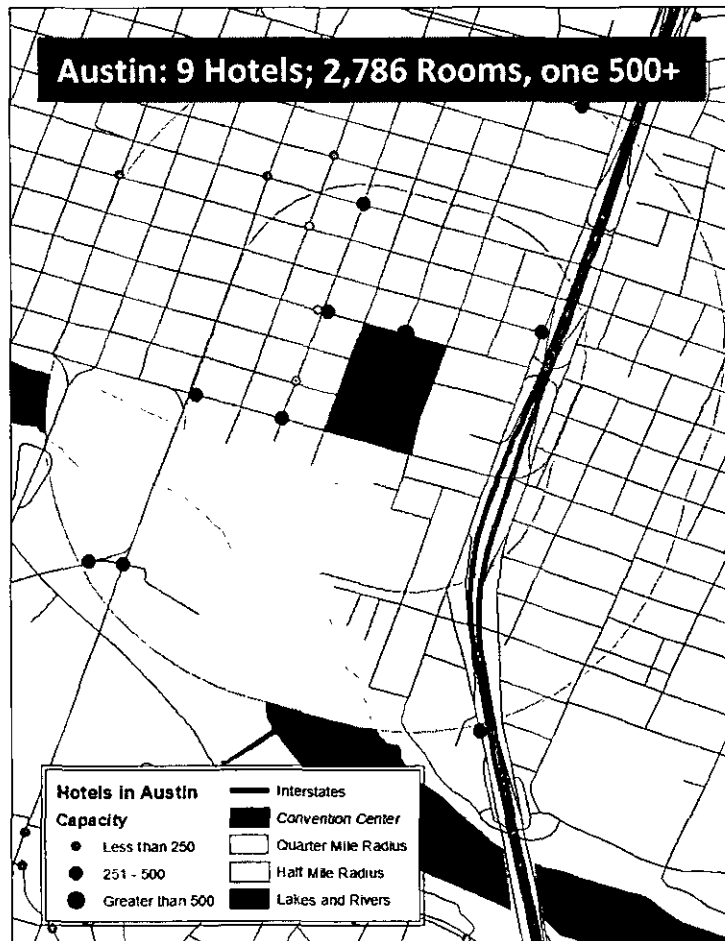 Austin: 9 Hotels; 2,786 Rooms, one 500+
Hotels in Austin
Capacity
Less than 250
251 - 500
Greater than 500
Interstates
Convention Center
Quarter Mile Radius
Half Mile Radius
Lakes and Rivers